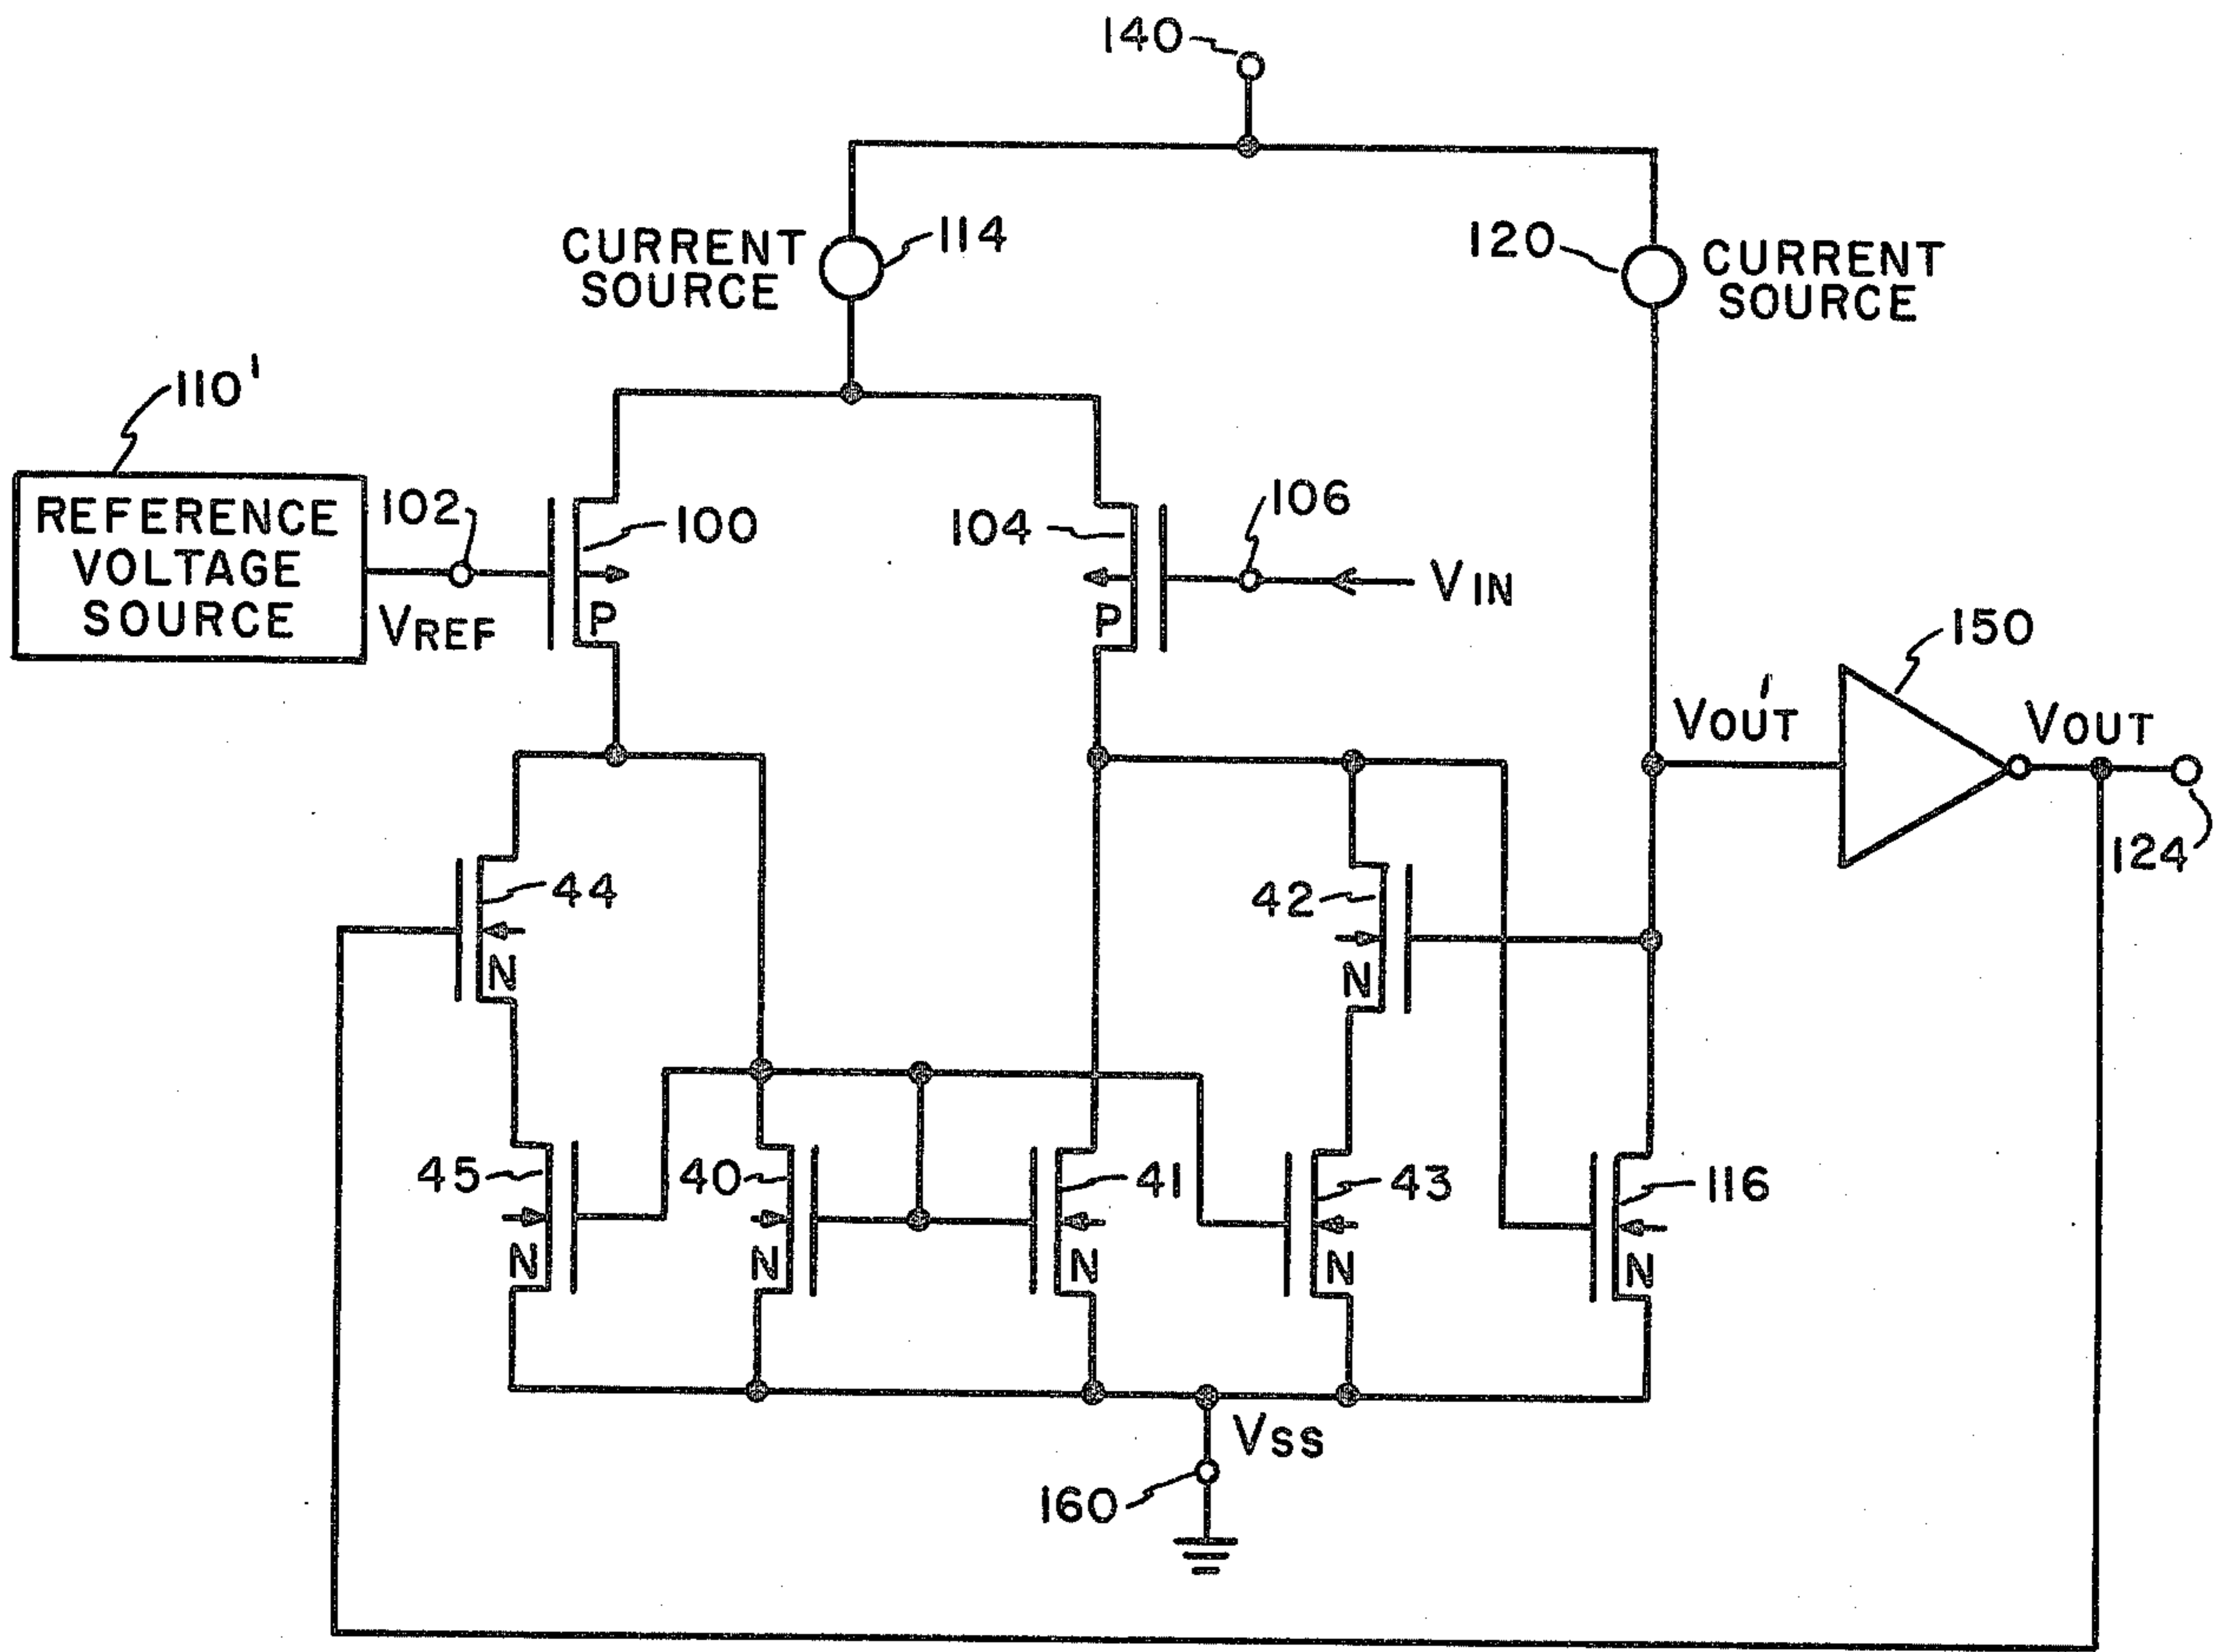 140
CURRENT
SOURCE
114
120
CURRENT
SOURCE
110'
REFERENCE
VOLTAGE
SOURCE
102
VREF
100
P
104
P
106
VIN
150
VOUT'
VOUT
124
44
N
42
N
45
N
40
N
41
N
43
N
116
N
VSS
160